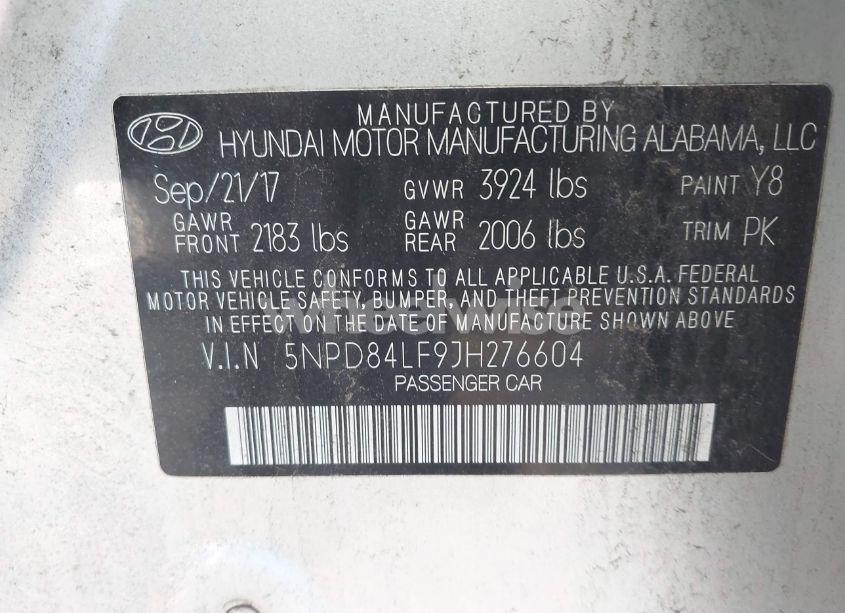 MANUFACTURED BY
HYUNDAI MOTOR MANUFACTURING ALABAMA, LLC
Sep/21/17 GVWR 3924 lbs PAINT Y8
GAWR FRONT 2183 lbs GAWR REAR 2006 lbs TRIM PK
THIS VEHICLE CONFORMS TO ALL APPLICABLE U.S.A. FEDERAL
MOTOR VEHICLE SAFETY, BUMPER, AND THEFT PREVENTION STANDARDS
IN EFFECT ON THE DATE OF MANUFACTURE SHOWN ABOVE
V.I.N 5NPD84LF9JH276604
PASSENGER CAR